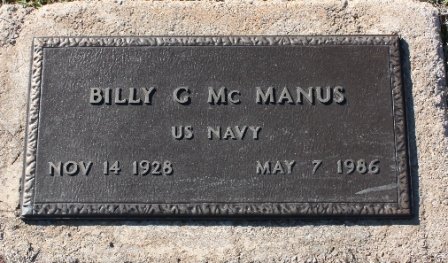 BILLY G Mc MANUS
US NAVY
NOV 14 1928 MAY 7 1986